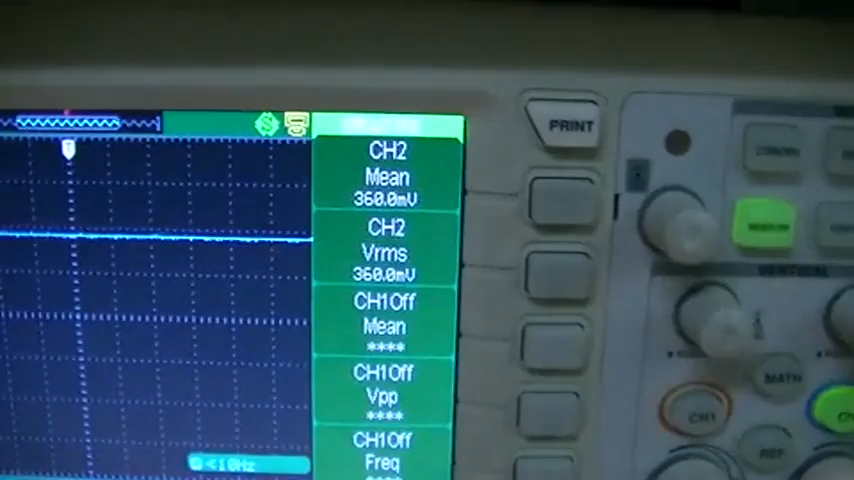 CH2
Mean
360.0mV
CH2
Vrms
360.0mV
CH1Off
Mean
****
CH1Off
Vpp
****
CH1Off
Freq
<10Hz
PRINT
MATH
CH1
REF